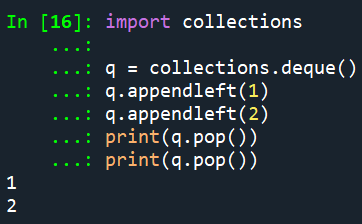 In [16]: import collections
    ...:
    ...: q = collections.deque()
    ...: q.appendleft(1)
    ...: q.appendleft(2)
    ...: print(q.pop())
    ...: print(q.pop())
1
2